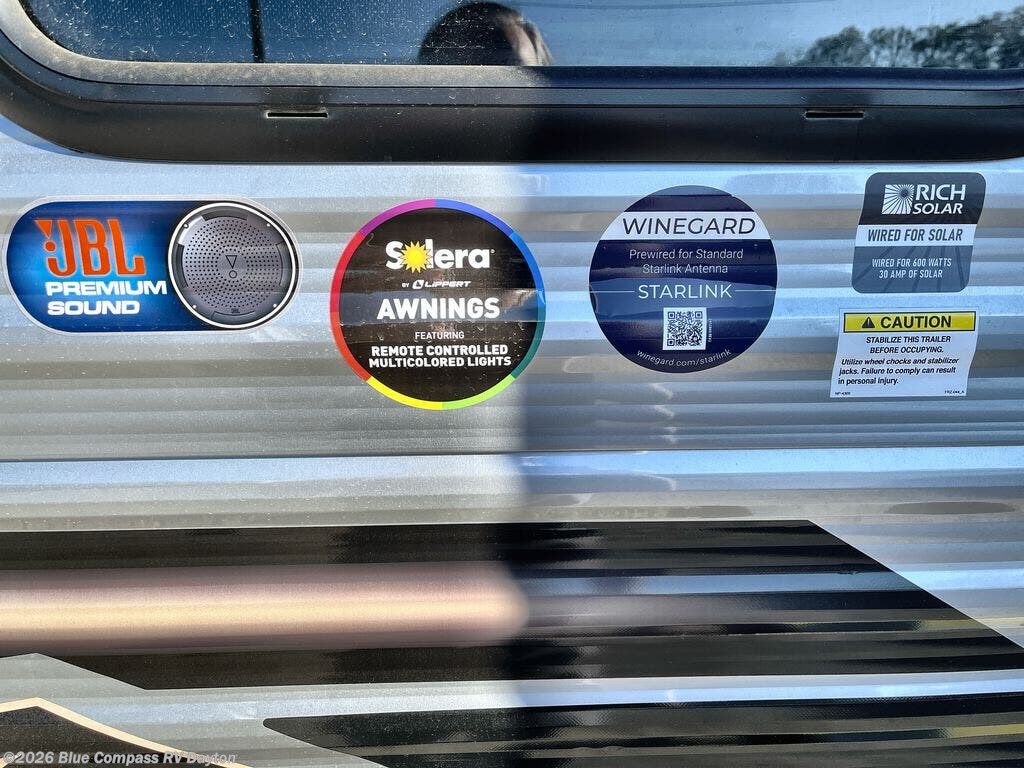 JBL
PREMIUM
SOUND
Solera®
BY LIPPERT
AWNINGS
FEATURING
REMOTE CONTROLLED
MULTICOLORED LIGHTS
WINEGARD
Prewired for Standard
Starlink Antenna
STARLINK
winegard.com/starlink
RICH
SOLAR
WIRED FOR SOLAR
WIRED FOR 600 WATTS
30 AMP OF SOLAR
CAUTION
STABILIZE THIS TRAILER
BEFORE OCCUPYING.
Utilize wheel chocks and stabilizer
jacks. Failure to comply can result
in personal injury.
©2026 Blue Compass RV Dayton